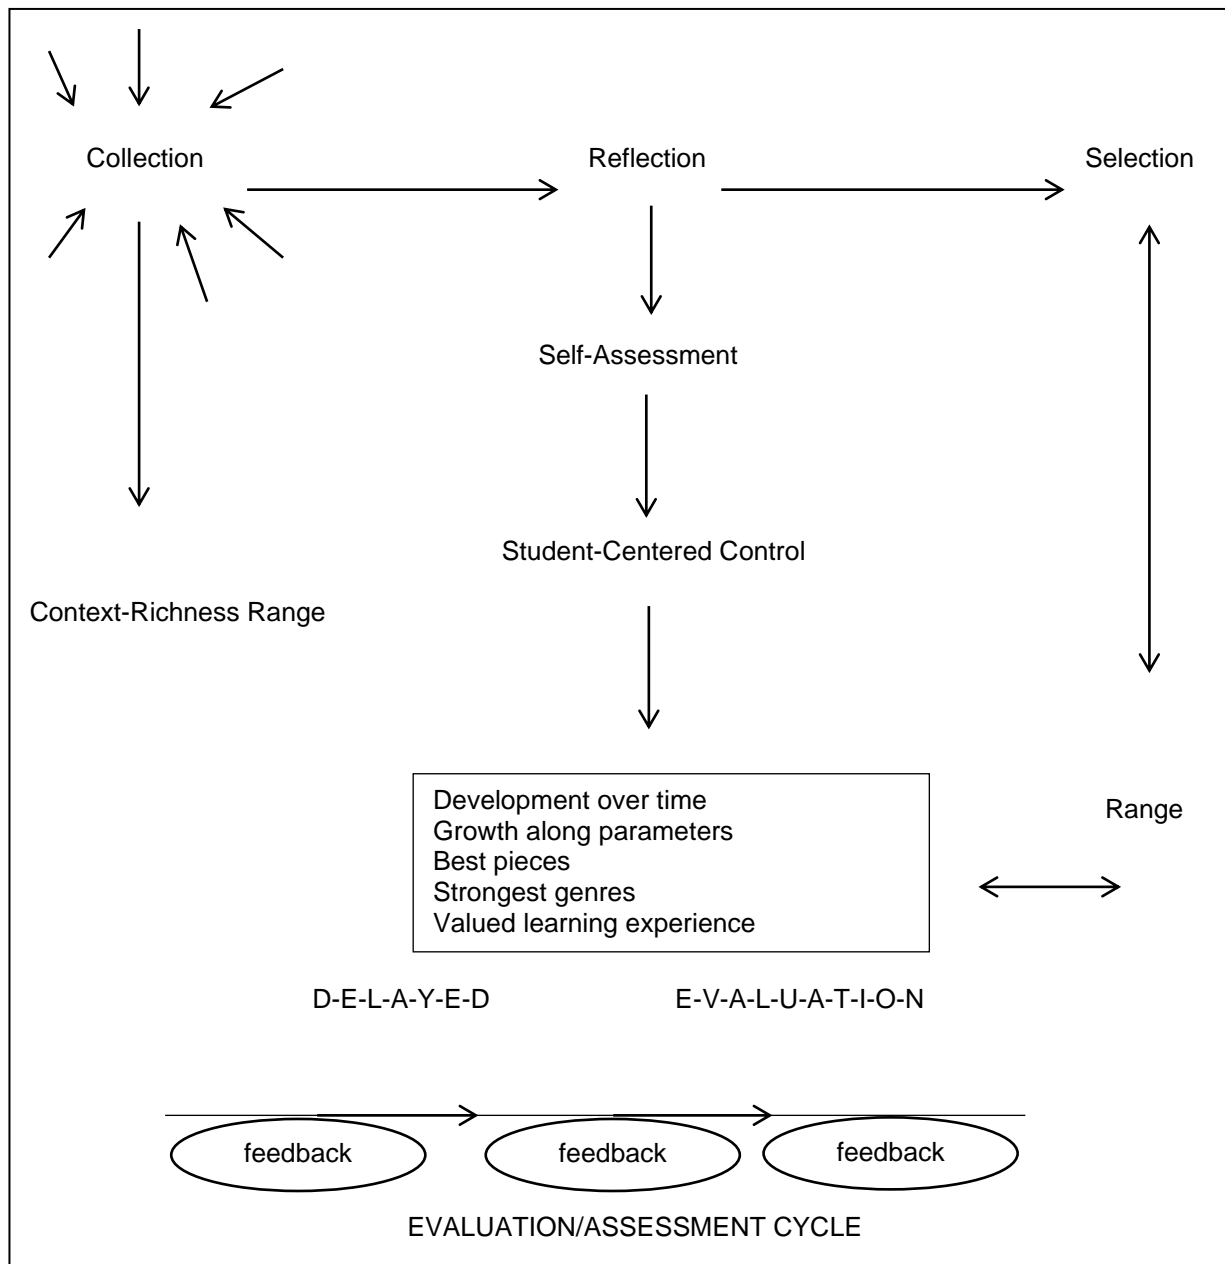 Collection
Reflection
Selection
Self-Assessment
Student-Centered Control
Context-Richness Range
Development over time
Growth along parameters
Best pieces
Strongest genres
Valued learning experience
Range
D-E-L-A-Y-E-D
E-V-A-L-U-A-T-I-O-N
feedback
feedback
feedback
EVALUATION/ASSESSMENT CYCLE